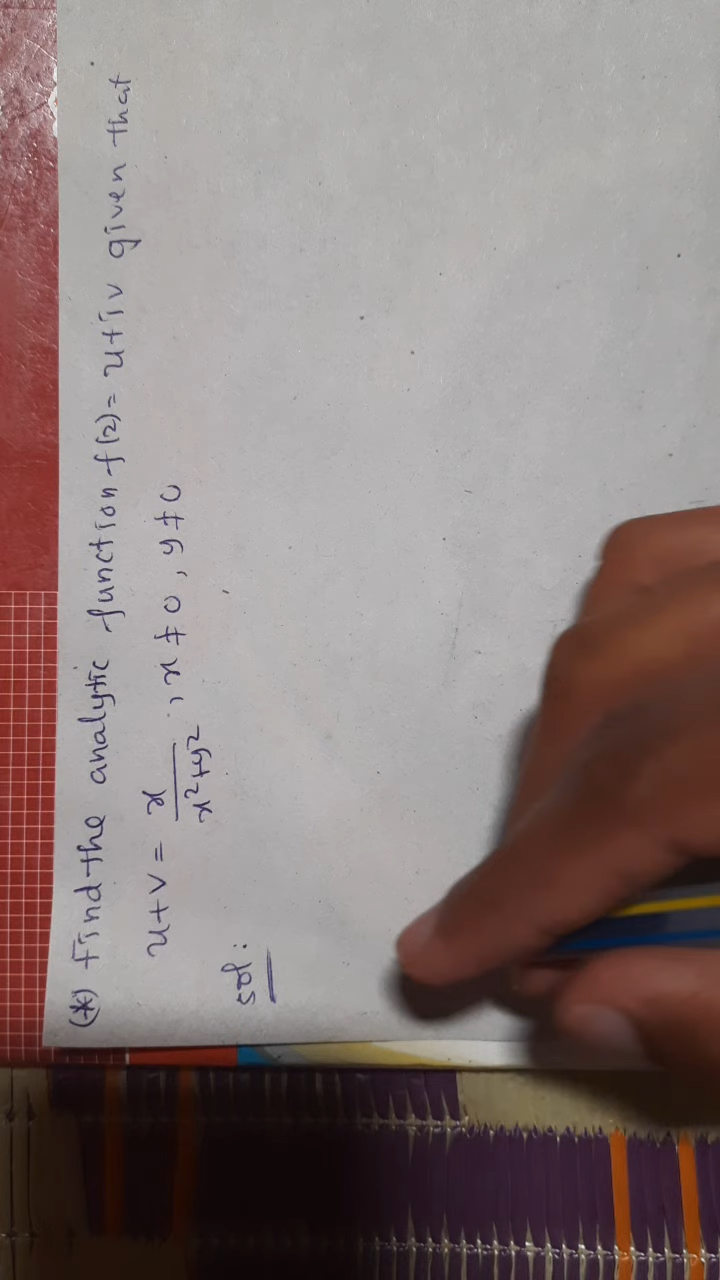 (*) Find the analytic function f(z) = u+iv given that
u+v = x/(x²+y²), x≠0, y≠0
sol: